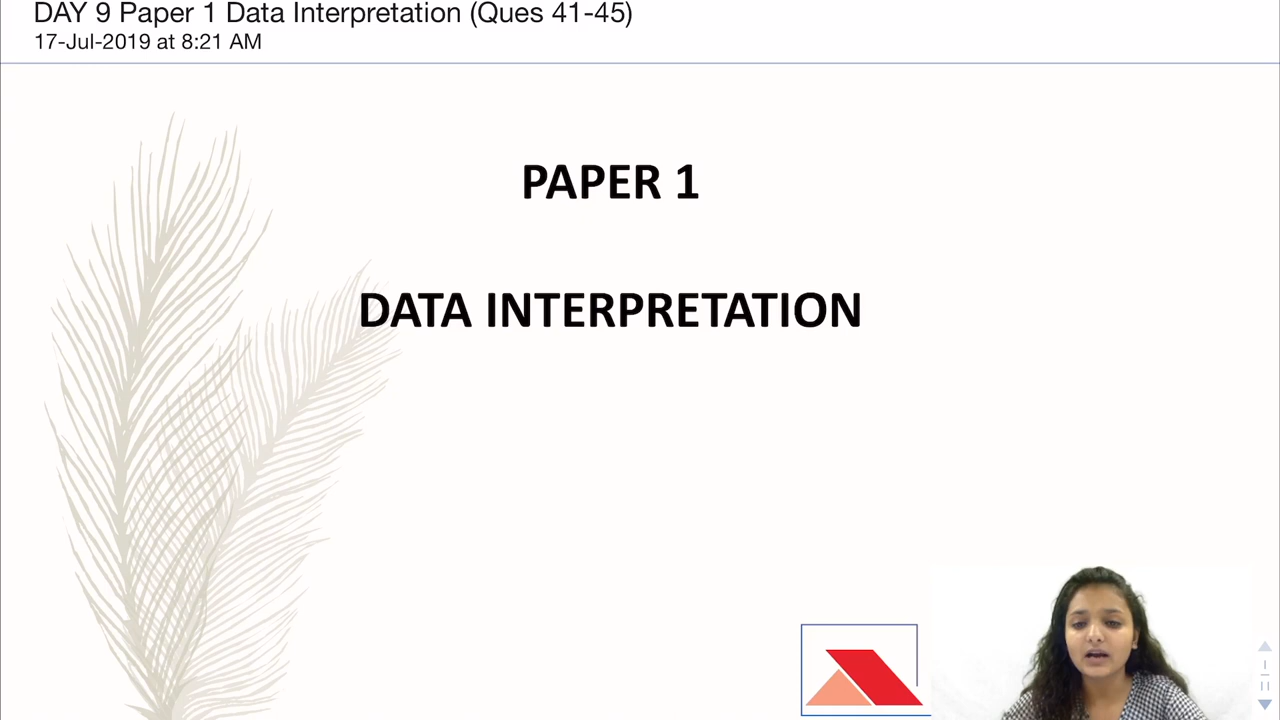 DAY 9 Paper 1 Data Interpretation (Ques 41-45)
17-Jul-2019 at 8:21 AM
PAPER 1
DATA INTERPRETATION